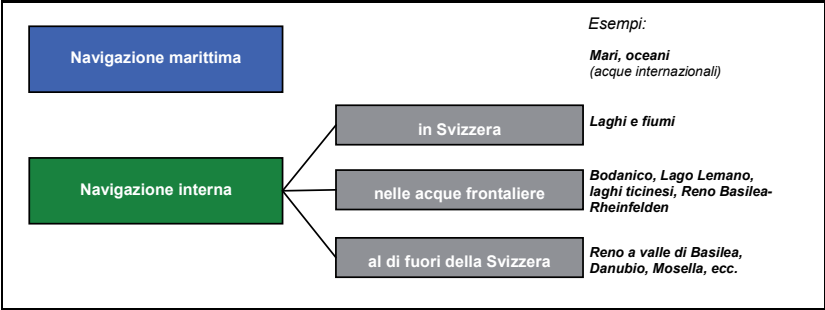 Esempi:
Navigazione marittima
Mari, oceani
(acque internazionali)
in Svizzera
Laghi e fiumi
Navigazione interna
nelle acque frontaliere
Bodanico, Lago Lemano,
laghi ticinesi, Reno Basilea-
Rheinfelden
al di fuori della Svizzera
Reno a valle di Basilea,
Danubio, Mosella, ecc.